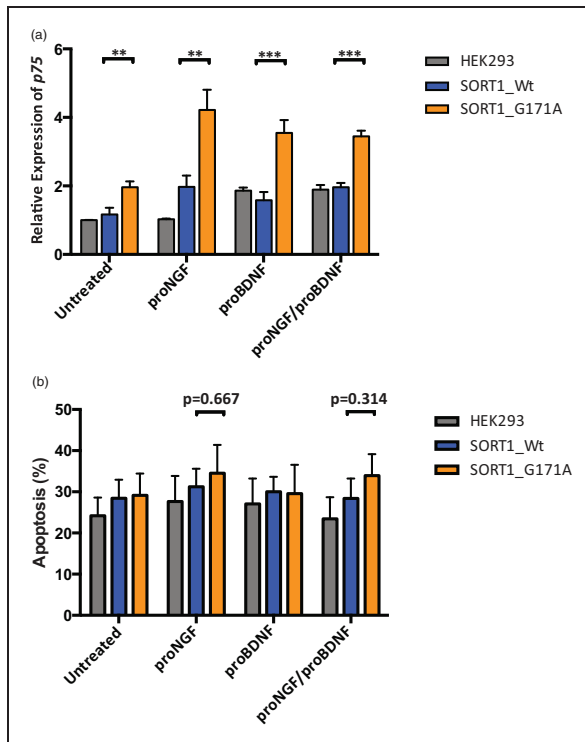 (a)
Relative Expression of p75
6
4
2
0
** ** *** ***
HEK293
SORT1_Wt
SORT1_G171A
Untreated
proNGF
proBDNF
proNGF/proBDNF
(b)
Apoptosis (%)
50
40
30
20
10
0
p=0.667 p=0.314
HEK293
SORT1_Wt
SORT1_G171A
Untreated
proNGF
proBDNF
proNGF/proBDNF